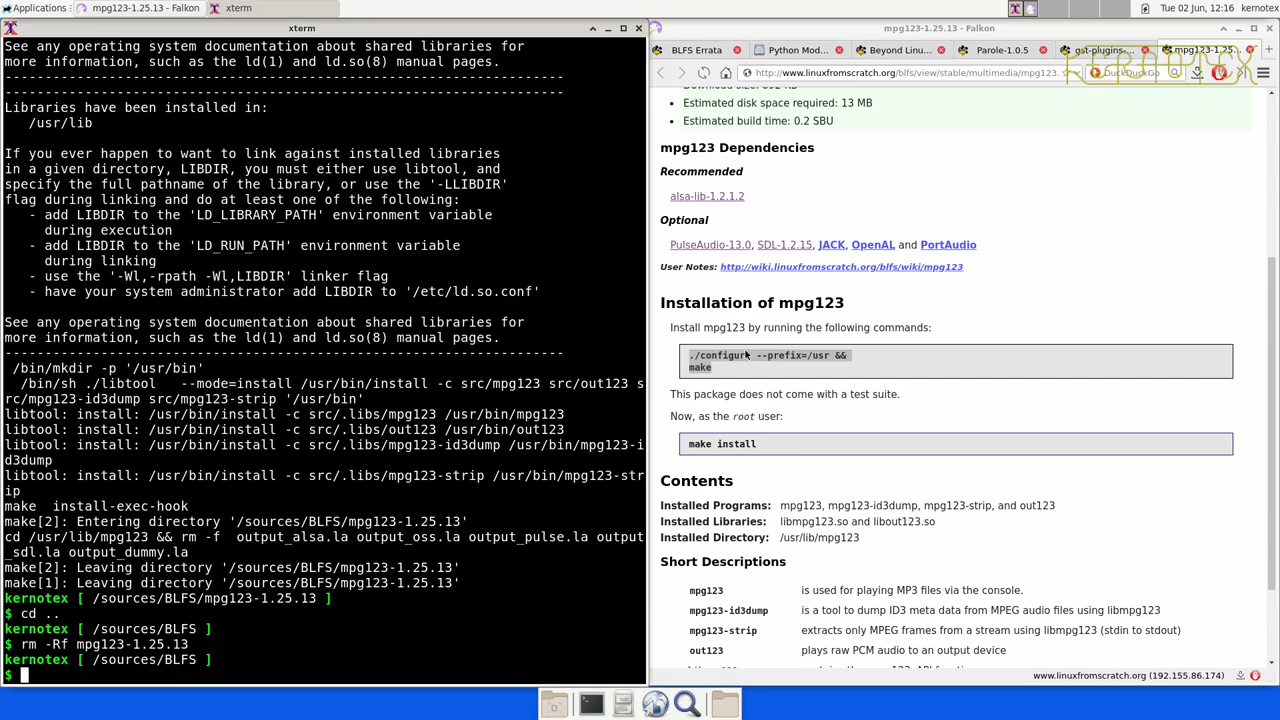 Applications
mpg123-1.25.13 - Falkon
xterm
Tue 02 Jun, 12:16
kernotex
xterm
See any operating system documentation about shared libraries for
more information, such as the ld(1) and ld.so(8) manual pages.
----------------------------------------------------------------------
----------------------------------------------------------------------
Libraries have been installed in:
/usr/lib
If you ever happen to want to link against installed libraries
in a given directory, LIBDIR, you must either use libtool, and
specify the full pathname of the library, or use the '-LLIBDIR'
flag during linking and do at least one of the following:
- add LIBDIR to the 'LD_LIBRARY_PATH' environment variable
during execution
- add LIBDIR to the 'LD_RUN_PATH' environment variable
during linking
- use the '-Wl,-rpath -Wl,LIBDIR' linker flag
- have your system administrator add LIBDIR to '/etc/ld.so.conf'
See any operating system documentation about shared libraries for
more information, such as the ld(1) and ld.so(8) manual pages.
----------------------------------------------------------------------
/bin/mkdir -p '/usr/bin'
/bin/sh ./libtool   --mode=install /usr/bin/install -c src/mpg123 src/out123 s
rc/mpg123-id3dump src/mpg123-strip '/usr/bin'
libtool: install: /usr/bin/install -c src/.libs/mpg123 /usr/bin/mpg123
libtool: install: /usr/bin/install -c src/.libs/out123 /usr/bin/out123
libtool: install: /usr/bin/install -c src/.libs/mpg123-id3dump /usr/bin/mpg123-i
d3dump
libtool: install: /usr/bin/install -c src/.libs/mpg123-strip /usr/bin/mpg123-str
ip
make  install-exec-hook
make[2]: Entering directory '/sources/BLFS/mpg123-1.25.13'
cd /usr/lib/mpg123 && rm -f  output_alsa.la output_oss.la output_pulse.la output
_sdl.la output_dummy.la
make[2]: Leaving directory '/sources/BLFS/mpg123-1.25.13'
make[1]: Leaving directory '/sources/BLFS/mpg123-1.25.13'
kernotex [ /sources/BLFS/mpg123-1.25.13 ]
$ cd ..
kernotex [ /sources/BLFS ]
$ rm -Rf mpg123-1.25.13
kernotex [ /sources/BLFS ]
$
mpg123-1.25.13 - Falkon
BLFS Errata
Python Mod...
Beyond Linu...
Parole-1.0.5
gst-plugins-...
mpg123-1.25...
http://www.linuxfromscratch.org/blfs/view/stable/multimedia/mpg123.
DuckDuckGo
KERNOTEX
Estimated disk space required: 13 MB
Estimated build time: 0.2 SBU
mpg123 Dependencies
Recommended
alsa-lib-1.2.1.2
Optional
PulseAudio-13.0, SDL-1.2.15, JACK, OpenAL and PortAudio
User Notes: http://wiki.linuxfromscratch.org/blfs/wiki/mpg123
Installation of mpg123
Install mpg123 by running the following commands:
./configure --prefix=/usr &&
make
This package does not come with a test suite.
Now, as the root user:
make install
Contents
Installed Programs: mpg123, mpg123-id3dump, mpg123-strip, and out123
Installed Libraries: libmpg123.so and libout123.so
Installed Directory: /usr/lib/mpg123
Short Descriptions
mpg123 is used for playing MP3 files via the console.
mpg123-id3dump is a tool to dump ID3 meta data from MPEG audio files using libmpg123
mpg123-strip extracts only MPEG frames from a stream using libmpg123 (stdin to stdout)
out123 plays raw PCM audio to an output device
www.linuxfromscratch.org (192.155.86.174)